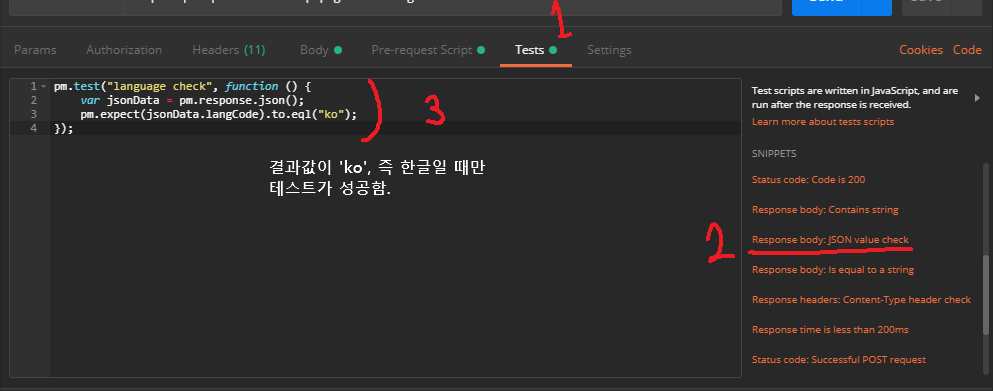 1
Params Authorization Headers (11) Body Pre-request Script Tests Settings Cookies Code
1 pm.test("language check", function () {
2 var jsonData = pm.response.json();
3 pm.expect(jsonData.langCode).to.eql("ko");
4 });
3
결과값이 'ko', 즉 한글일 때만
테스트가 성공함.
Test scripts are written in JavaScript, and are
run after the response is received.
Learn more about tests scripts
SNIPPETS
Status code: Code is 200
Response body: Contains string
2
Response body: JSON value check
Response body: Is equal to a string
Response headers: Content-Type header check
Response time is less than 200ms
Status code: Successful POST request